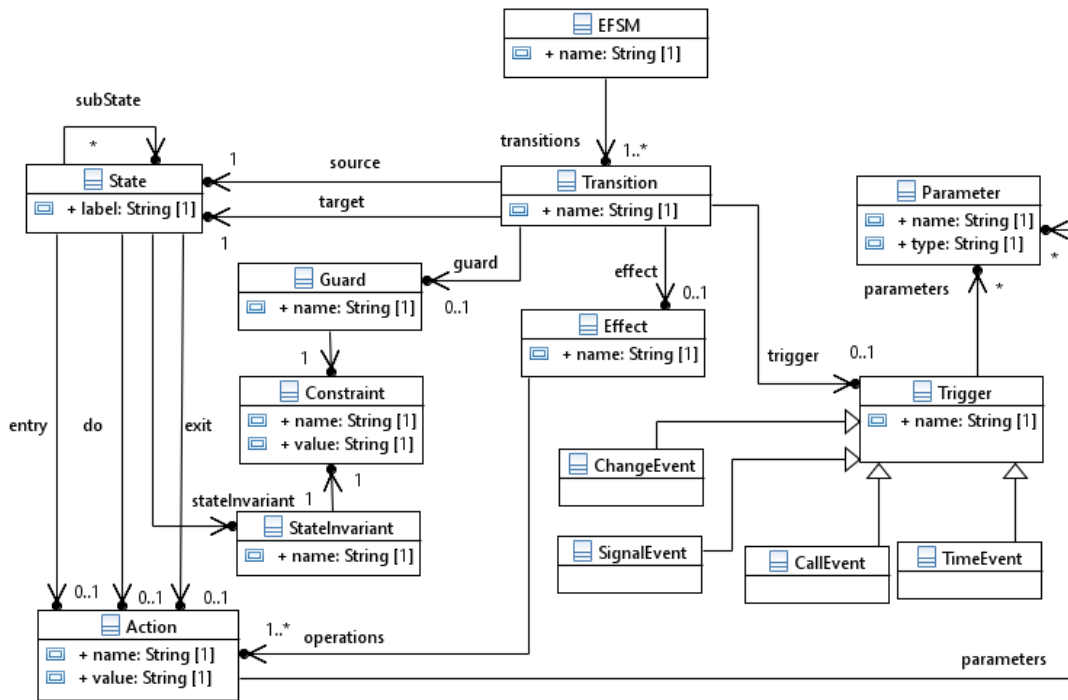 EFSM
+ name: String [1]
subState
*
transitions
1..*
1
source
State
+ label: String [1]
Transition
+ name: String [1]
target
1
Parameter
+ name: String [1]
+ type: String [1]
*
guard
0..1
effect
0..1
parameters
*
Guard
+ name: String [1]
Effect
+ name: String [1]
1
trigger
0..1
Constraint
+ name: String [1]
+ value: String [1]
Trigger
+ name: String [1]
entry
do
exit
1
ChangeEvent
stateInvariant
1
StateInvariant
+ name: String [1]
SignalEvent
CallEvent
TimeEvent
0..1
0..1
0..1
Action
+ name: String [1]
+ value: String [1]
1..*
operations
parameters